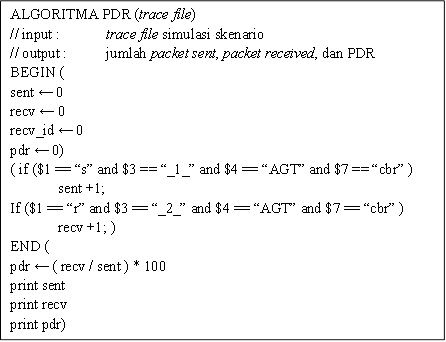 ALGORITMA PDR (trace file)
// input : trace file simulasi skenario
// output : jumlah packet sent, packet received, dan PDR
BEGIN (
sent ← 0
recv ← 0
recv_id ← 0
pdr ← 0)
( if ($1 == “s” and $3 == “_1_” and $4 == “AGT” and $7 == “cbr” )
sent +1;
If ($1 == “r” and $3 == “_2_” and $4 == “AGT” and $7 == “cbr” )
recv +1; )
END (
pdr ← ( recv / sent ) * 100
print sent
print recv
print pdr)